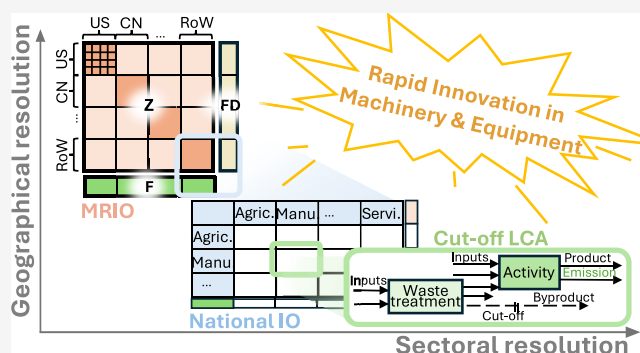 US CN ... RoW
US
CN
...
RoW
Z
FD
F
MRIO
Rapid Innovation in
Machinery & Equipment
Agric. Manu. ... Servi.
Agric.
Manu
...
National IO
Cut-off LCA
Inputs
Product
Activity
Emission
Inputs
Waste
treatment
Byproduct
Cut-off
Geographical resolution
Sectoral resolution